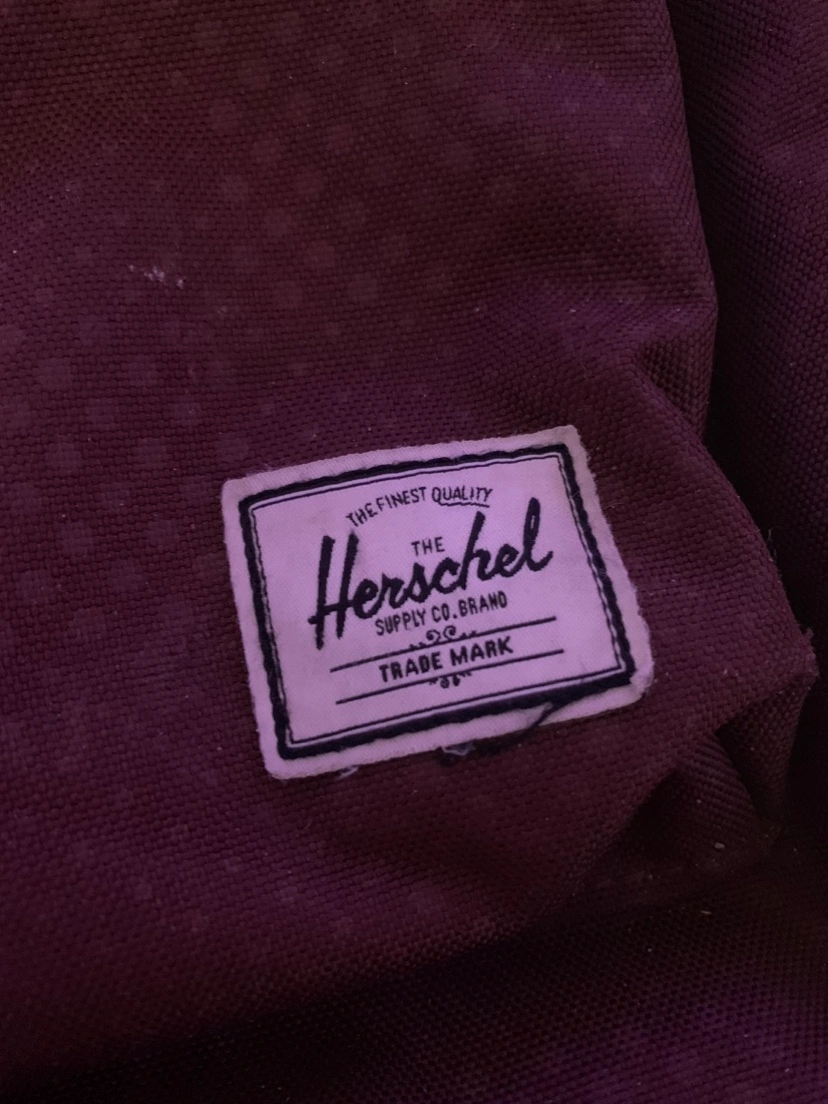 THE FINEST QUALITY
THE
Herschel
SUPPLY CO. BRAND
TRADE MARK